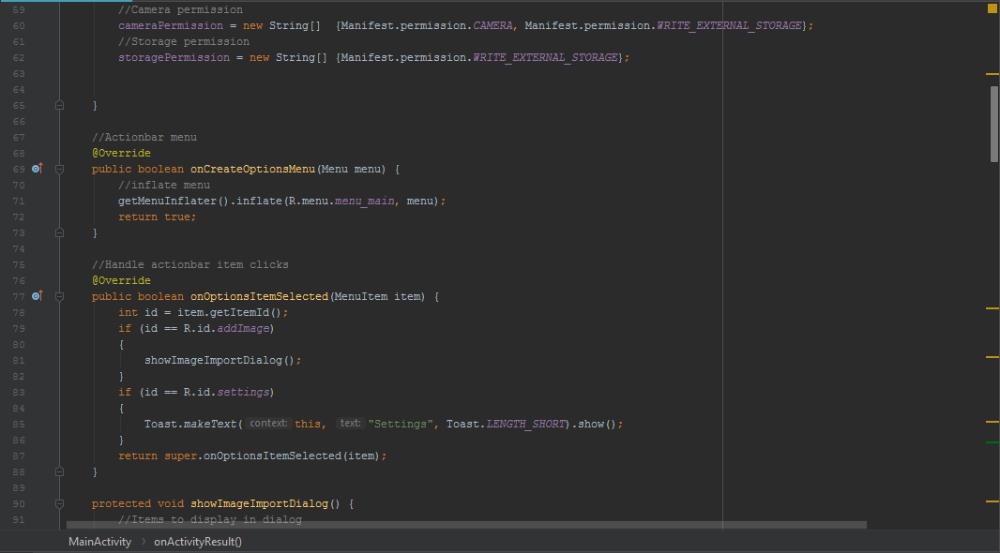 59 //Camera permission
60 cameraPermission = new String[]  {Manifest.permission.CAMERA, Manifest.permission.WRITE_EXTERNAL_STORAGE};
61 //Storage permission
62 storagePermission = new String[] {Manifest.permission.WRITE_EXTERNAL_STORAGE};
63
64
65 }
66
67 //Actionbar menu
68 @Override
69 public boolean onCreateOptionsMenu(Menu menu) {
70 //inflate menu
71 getMenuInflater().inflate(R.menu.menu_main, menu);
72 return true;
73 }
74
75 //Handle actionbar item clicks
76 @Override
77 public boolean onOptionsItemSelected(MenuItem item) {
78 int id = item.getItemId();
79 if (id == R.id.addImage)
80 {
81 showImageImportDialog();
82 }
83 if (id == R.id.settings)
84 {
85 Toast.makeText( context: this, text: "Settings", Toast.LENGTH_SHORT).show();
86 }
87 return super.onOptionsItemSelected(item);
88 }
89
90 protected void showImageImportDialog() {
91 //Items to display in dialog
MainActivity › onActivityResult()